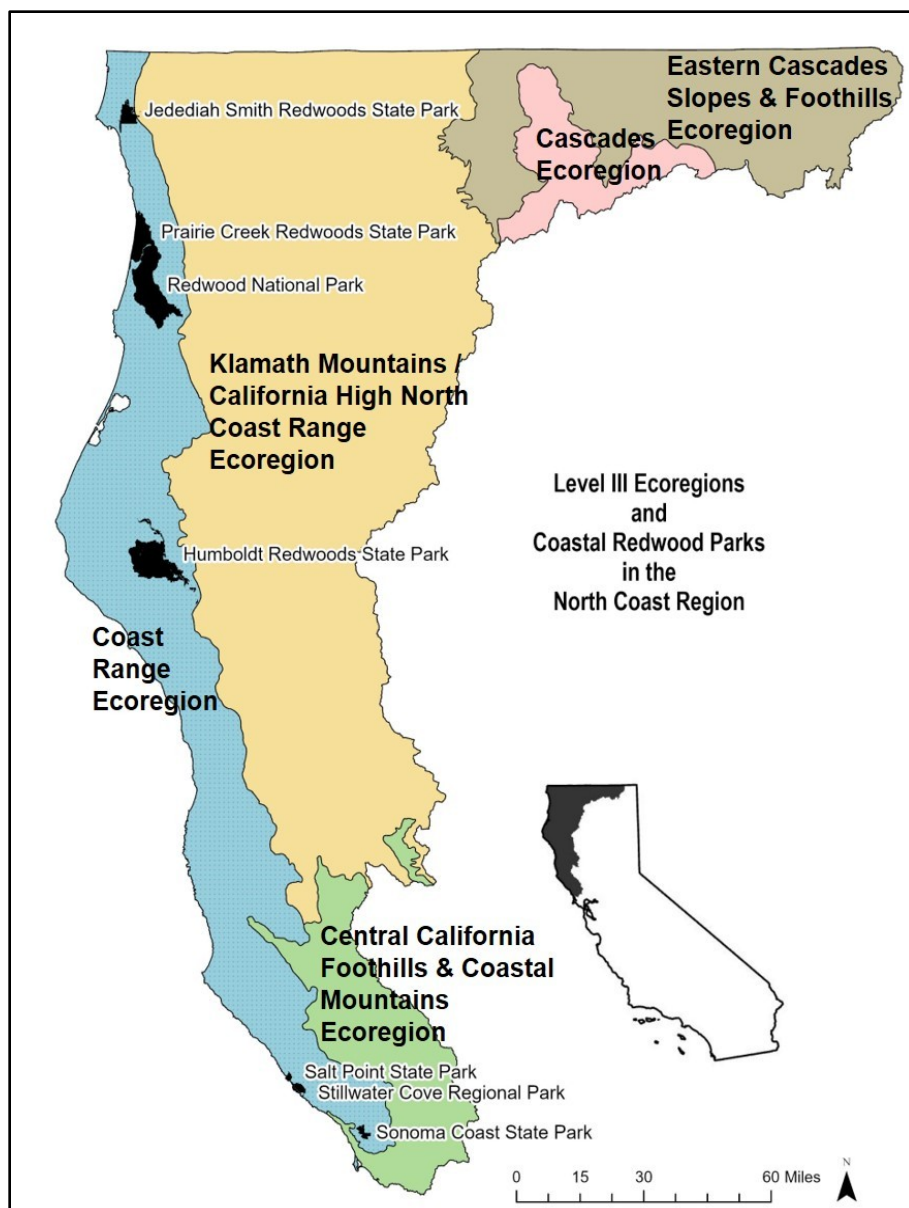 Eastern Cascades
Slopes & Foothills
Ecoregion
Cascades
Ecoregion
Jedediah Smith Redwoods State Park
Prairie Creek Redwoods State Park
Redwood National Park
Klamath Mountains /
California High North
Coast Range
Ecoregion
Level III Ecoregions
and
Coastal Redwood Parks
in the
North Coast Region
Humboldt Redwoods State Park
Coast
Range
Ecoregion
Central California
Foothills & Coastal
Mountains
Ecoregion
Salt Point State Park
Stillwater Cove Regional Park
Sonoma Coast State Park
0 15 30 60 Miles
N